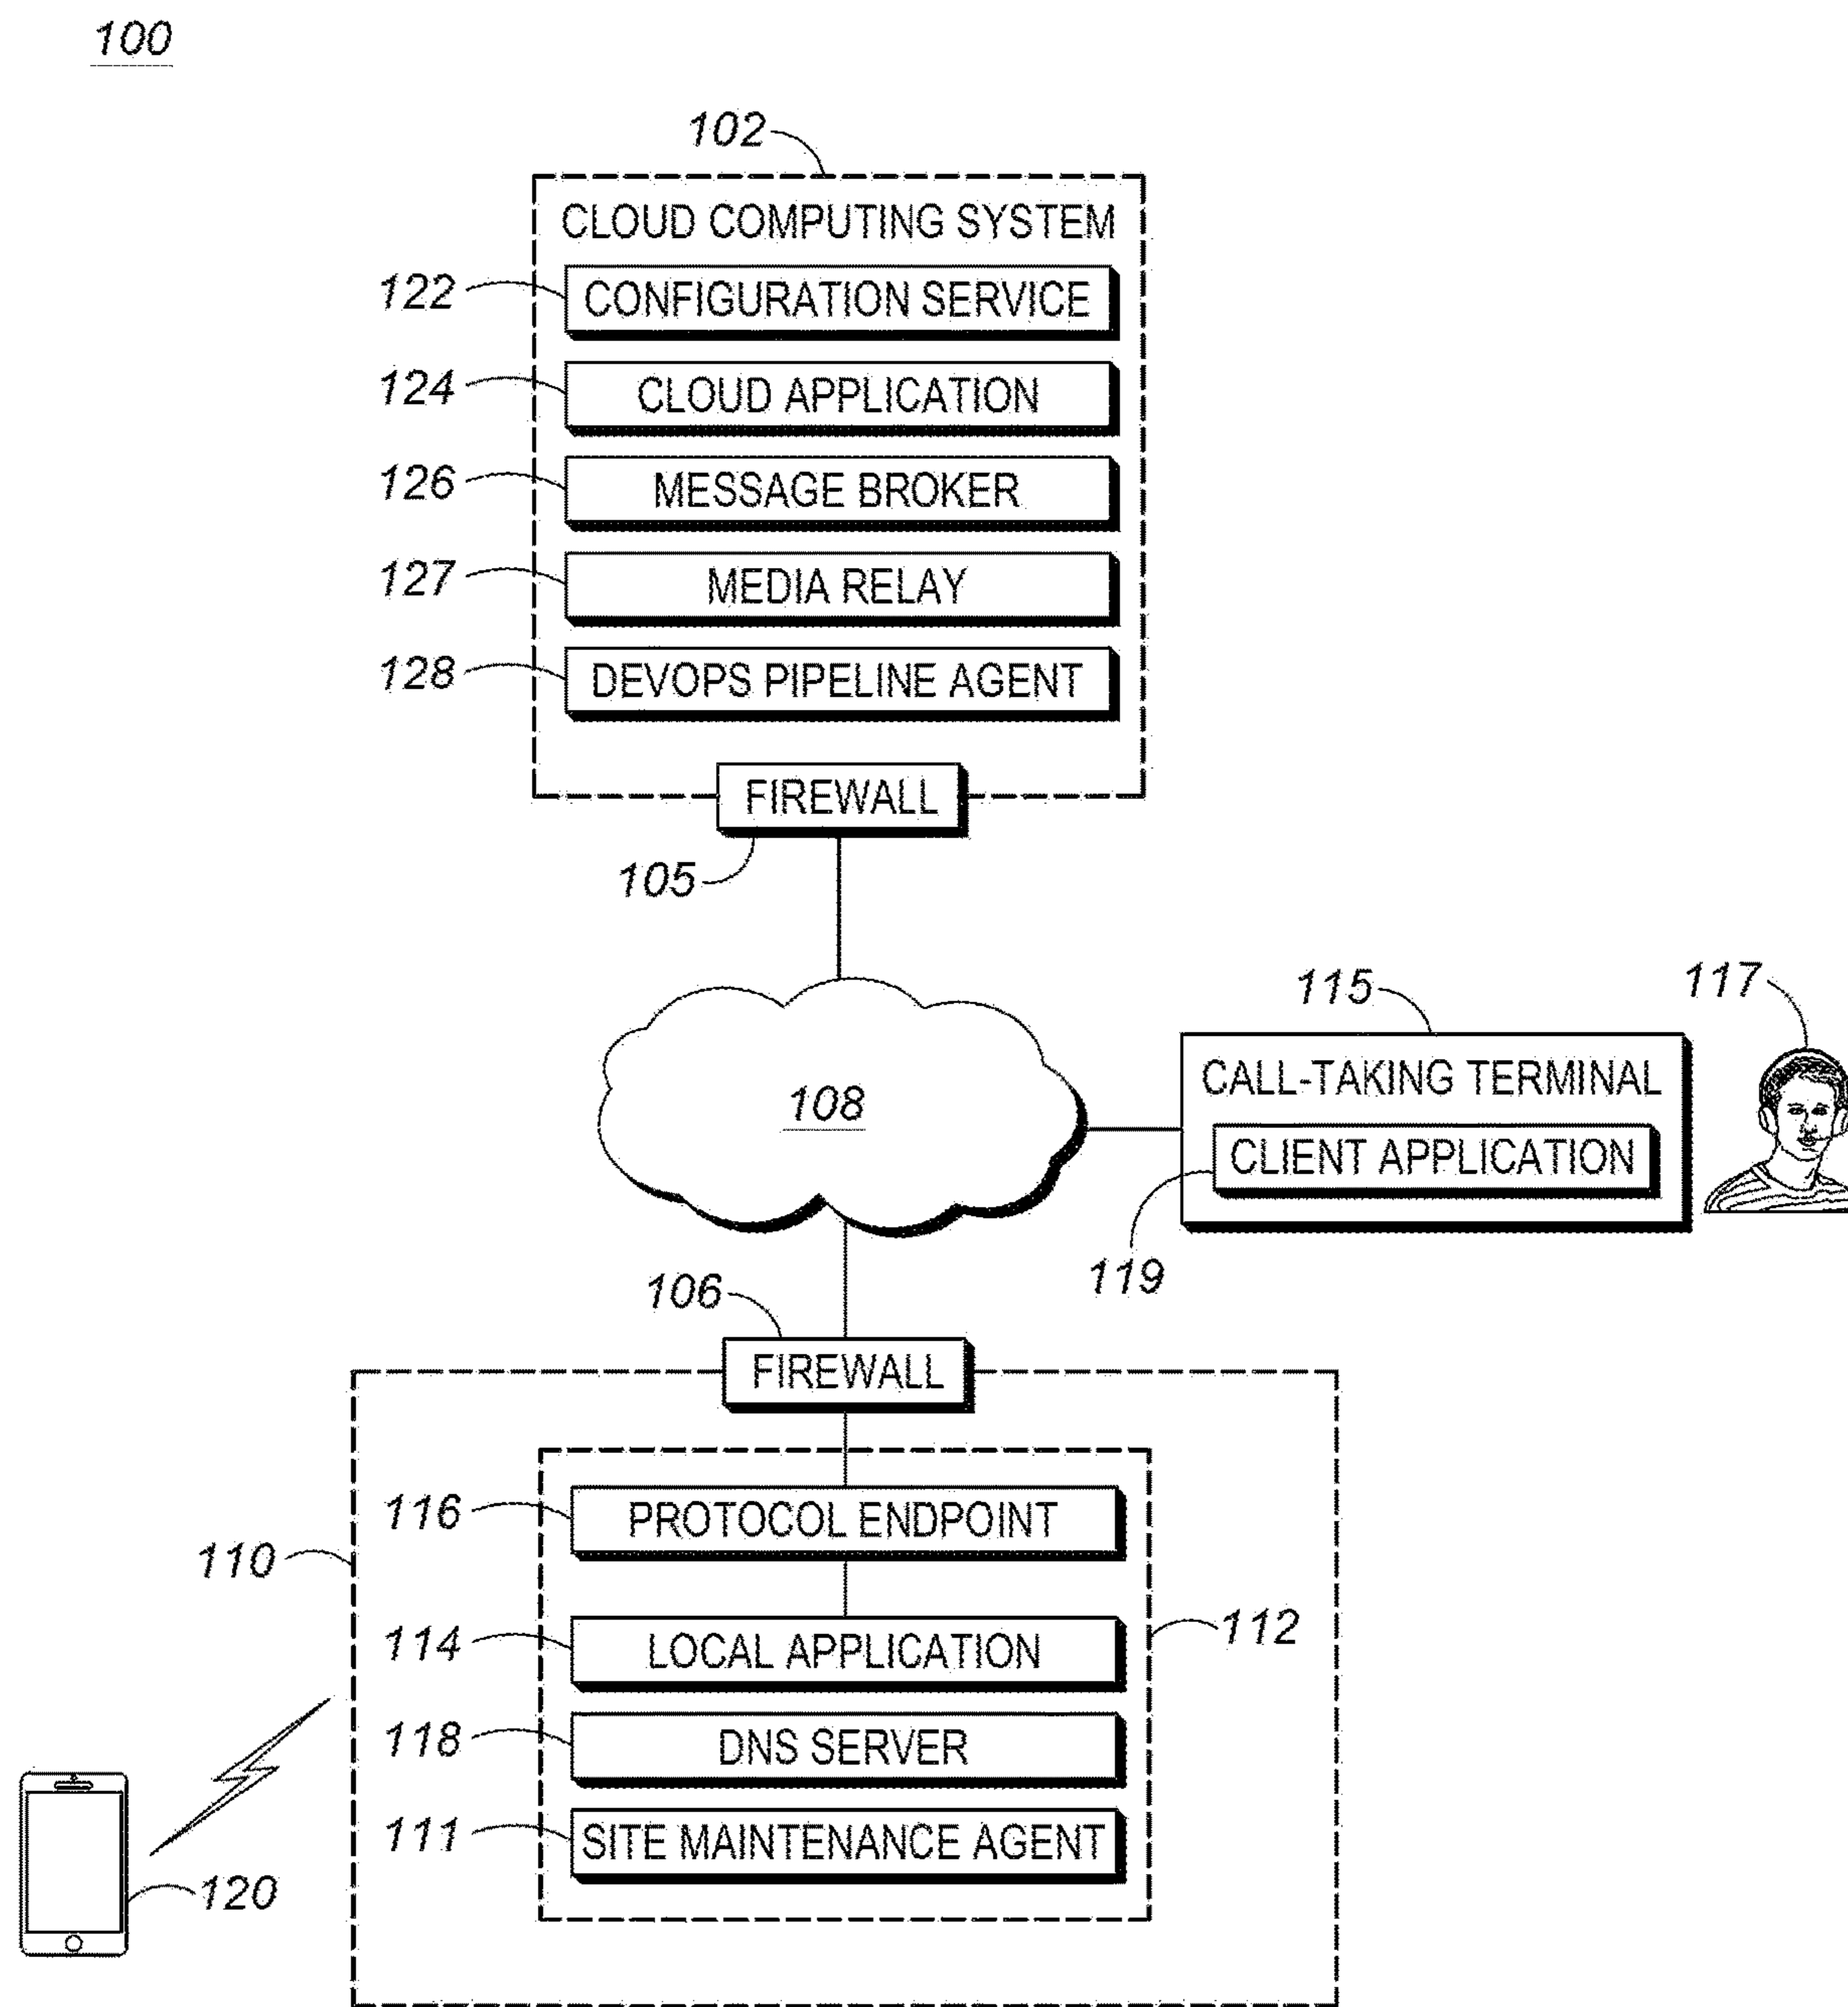 100
102
CLOUD COMPUTING SYSTEM
122 CONFIGURATION SERVICE
124 CLOUD APPLICATION
126 MESSAGE BROKER
127 MEDIA RELAY
128 DEVOPS PIPELINE AGENT
FIREWALL
105
115
117
CALL-TAKING TERMINAL
108
CLIENT APPLICATION
119
106
FIREWALL
116 PROTOCOL ENDPOINT
110
114 LOCAL APPLICATION
112
118 DNS SERVER
111 SITE MAINTENANCE AGENT
120